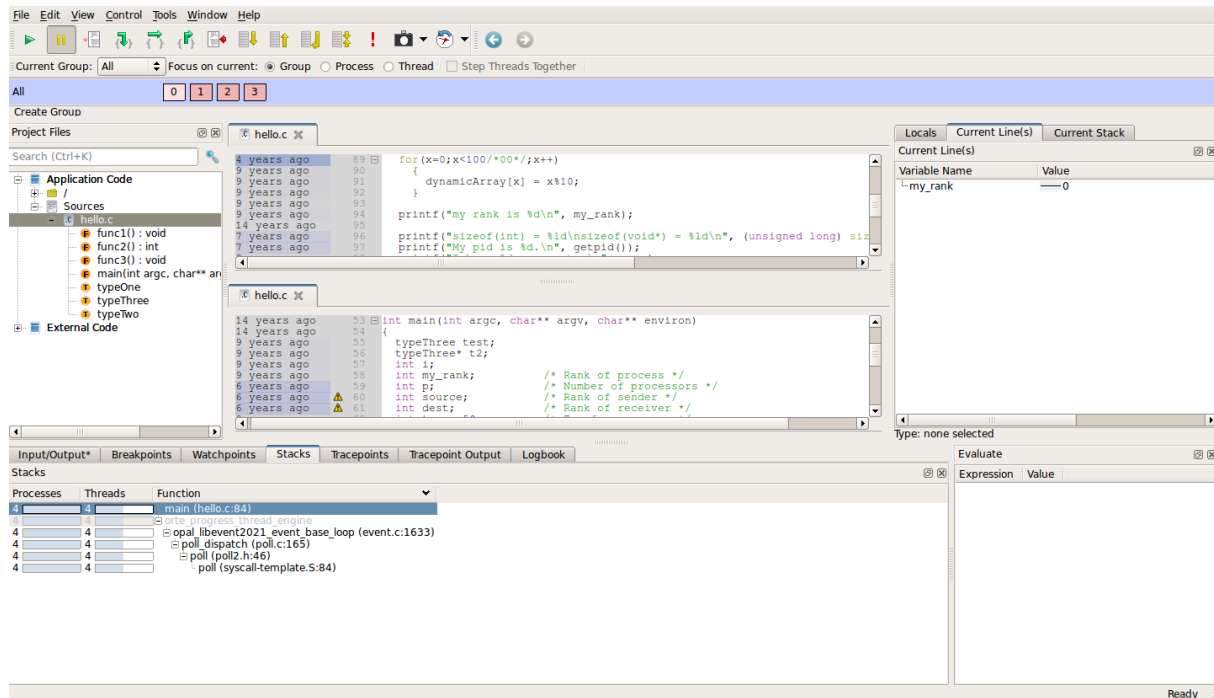 File Edit View Control Tools Window Help
Current Group: All Focus on current: Group Process Thread Step Threads Together
All 0 1 2 3
Create Group
Project Files
Search (Ctrl+K)
Application Code
/
Sources
hello.c
func1() : void
func2() : int
func3() : void
main(int argc, char** ar
typeOne
typeThree
typeTwo
External Code
hello.c
4 years ago 89 for(x=0;x<100/*00*/;x++)
9 years ago 90 {
9 years ago 91 dynamicArray[x] = x%10;
9 years ago 92 }
9 years ago 93
9 years ago 94 printf("my rank is %d\n", my_rank);
14 years ago 95
7 years ago 96 printf("sizeof(int) = %ld\nsizeof(void*) = %ld\n", (unsigned long) siz
7 years ago 97 printf("My pid is %d.\n", getpid());
hello.c
14 years ago 53 int main(int argc, char** argv, char** environ)
14 years ago 54 {
9 years ago 55 typeThree test;
9 years ago 56 typeThree* t2;
9 years ago 57 int i;
9 years ago 58 int my_rank; /* Rank of process */
6 years ago 59 int p; /* Number of processors */
6 years ago 60 int source; /* Rank of sender */
6 years ago 61 int dest; /* Rank of receiver */
Locals Current Line(s) Current Stack
Current Line(s)
Variable Name Value
my_rank 0
Type: none selected
Input/Output* Breakpoints Watchpoints Stacks Tracepoints Tracepoint Output Logbook
Stacks
Processes Threads Function
4 4 main (hello.c:84)
4 4 orte_progress_thread_engine
4 4 opal_libevent2021_event_base_loop (event.c:1633)
4 4 poll_dispatch (poll.c:165)
4 4 poll (poll2.h:46)
4 4 poll (syscall-template.S:84)
Evaluate
Expression Value
Ready